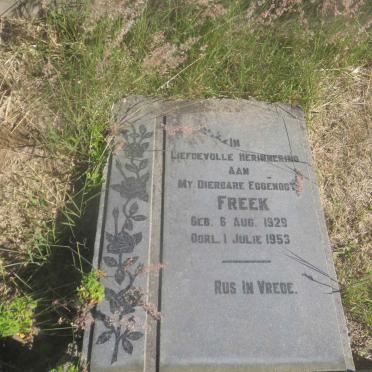 IN
LIEFDEVOLLE HERINNERING
AAN
MY DIERBARE EGGENOOT
FREEK
GEB. 6 AUG. 1929
OORL. 1 JULIE 1953
RUS IN VREDE.